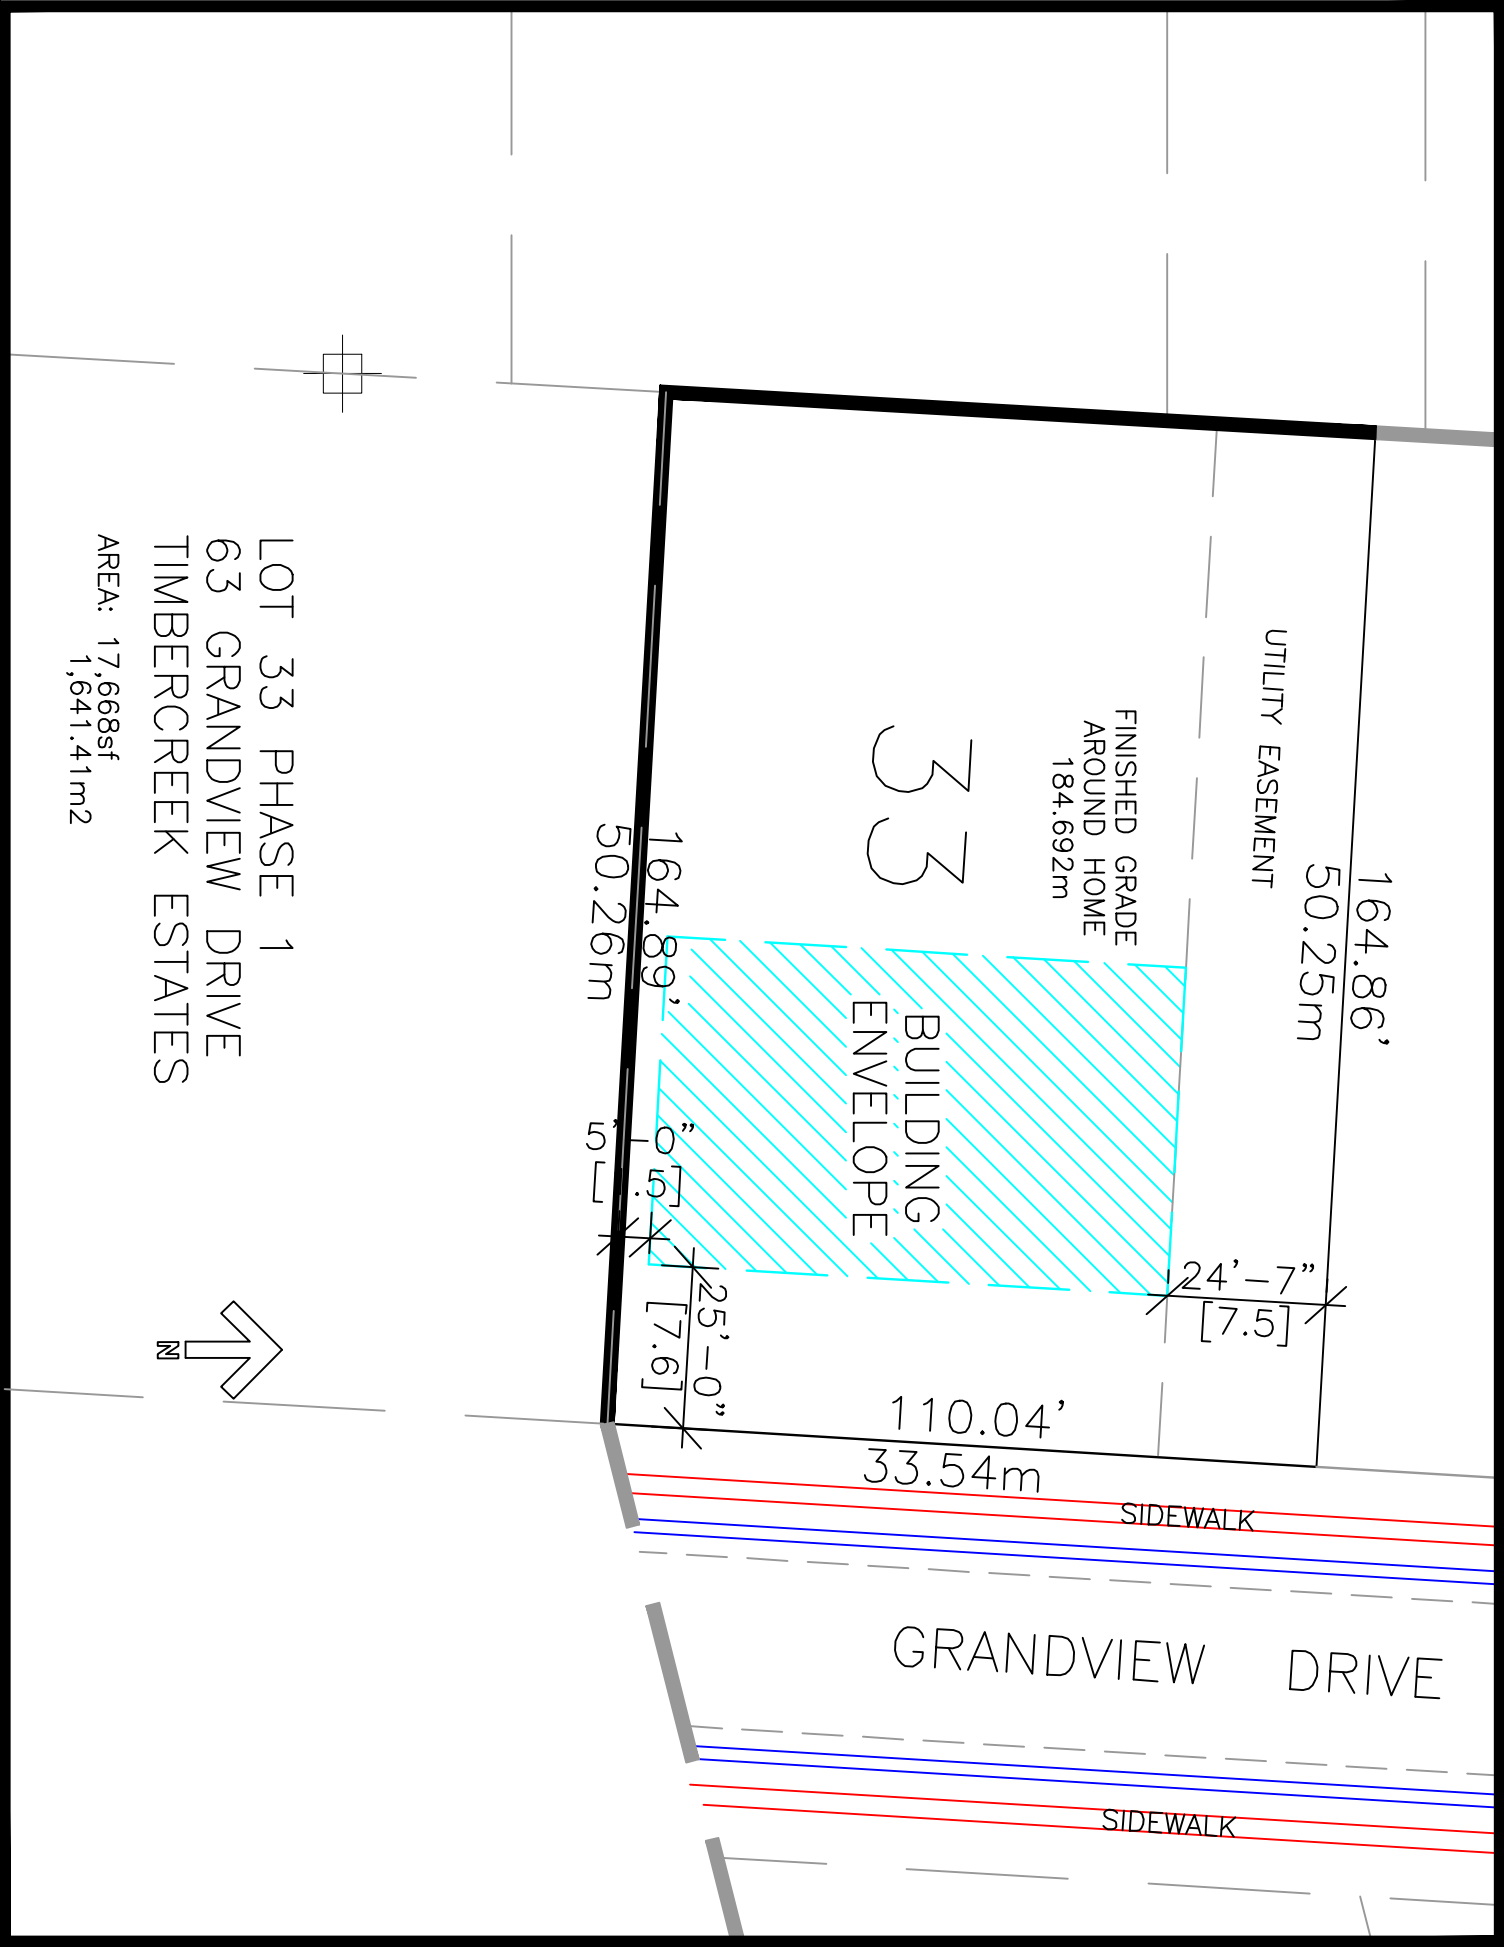 LOT 33 PHASE 1
63 GRANDVIEW DRIVE
TIMBERCREEK ESTATES
AREA: 17,668sf
1,641.41m2
164.86'
50.25m
UTILITY EASEMENT
FINISHED GRADE
AROUND HOME
184.692m
33
BUILDING
ENVELOPE
164.89'
50.26m
5'-0"
[ .5]
25'-0"
[7.6]
24'-7"
[7.5]
110.04'
33.54m
N
SIDEWALK
GRANDVIEW DRIVE
SIDEWALK